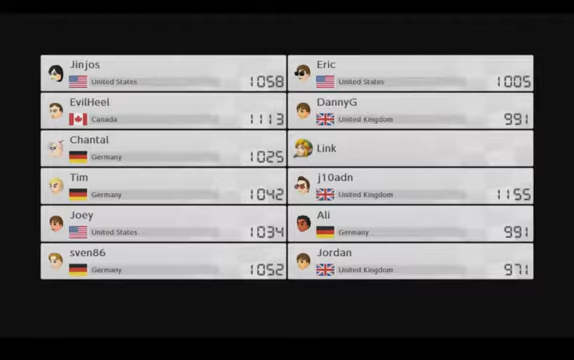 Jinjos
United States 1058
EvilHeel
Canada 1113
Chantal
Germany 1025
Tim
Germany 1042
Joey
United States 1034
sven86
Germany 1052
Eric
United States 1005
DannyG
United Kingdom 991
Link
j10adn
United Kingdom 1155
Ali
Germany 991
Jordan
United Kingdom 971